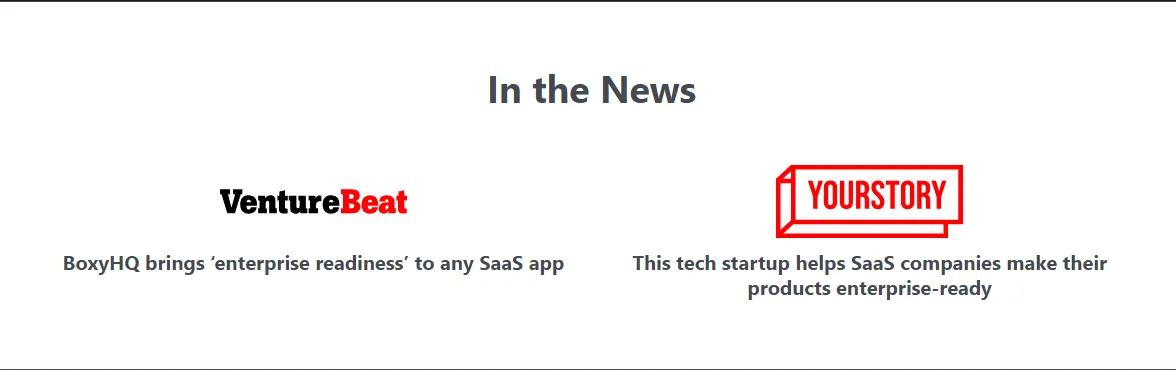 In the News
VentureBeat
BoxyHQ brings ‘enterprise readiness’ to any SaaS app
YOURSTORY
This tech startup helps SaaS companies make their
products enterprise-ready